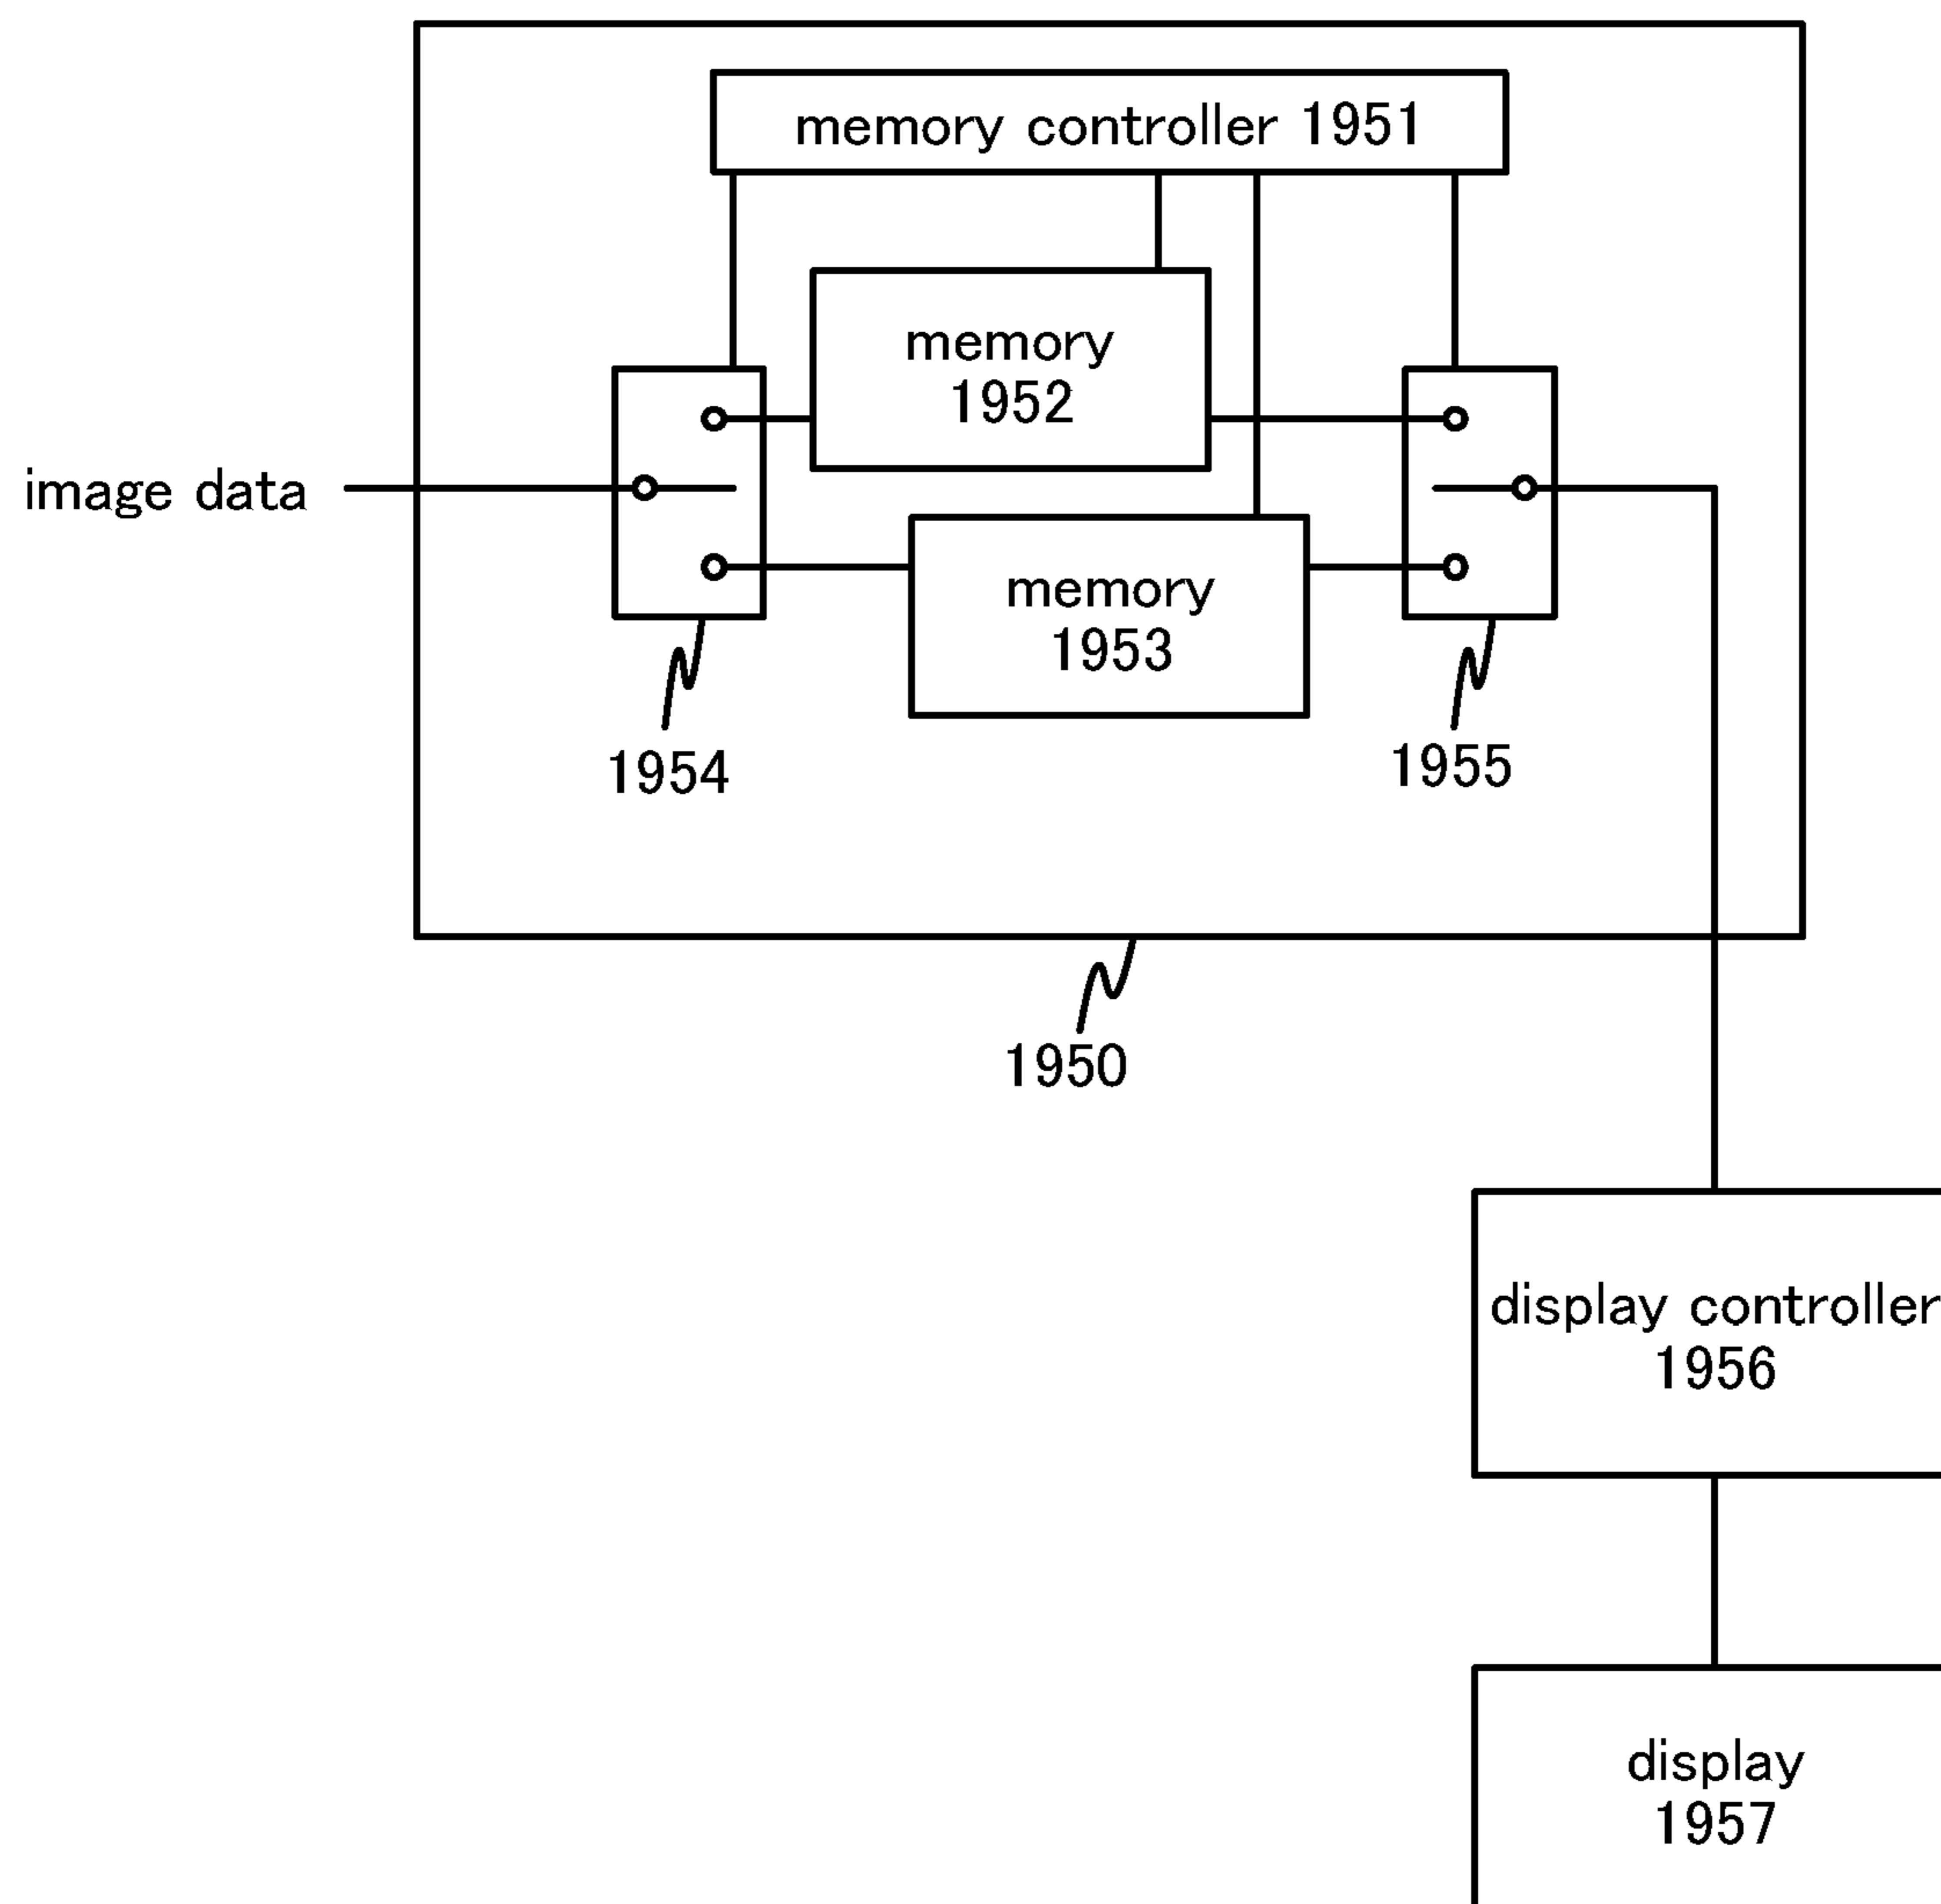 memory controller 1951
memory
1952
image data
memory
1953
1954
1955
1950
display controller
1956
display
1957